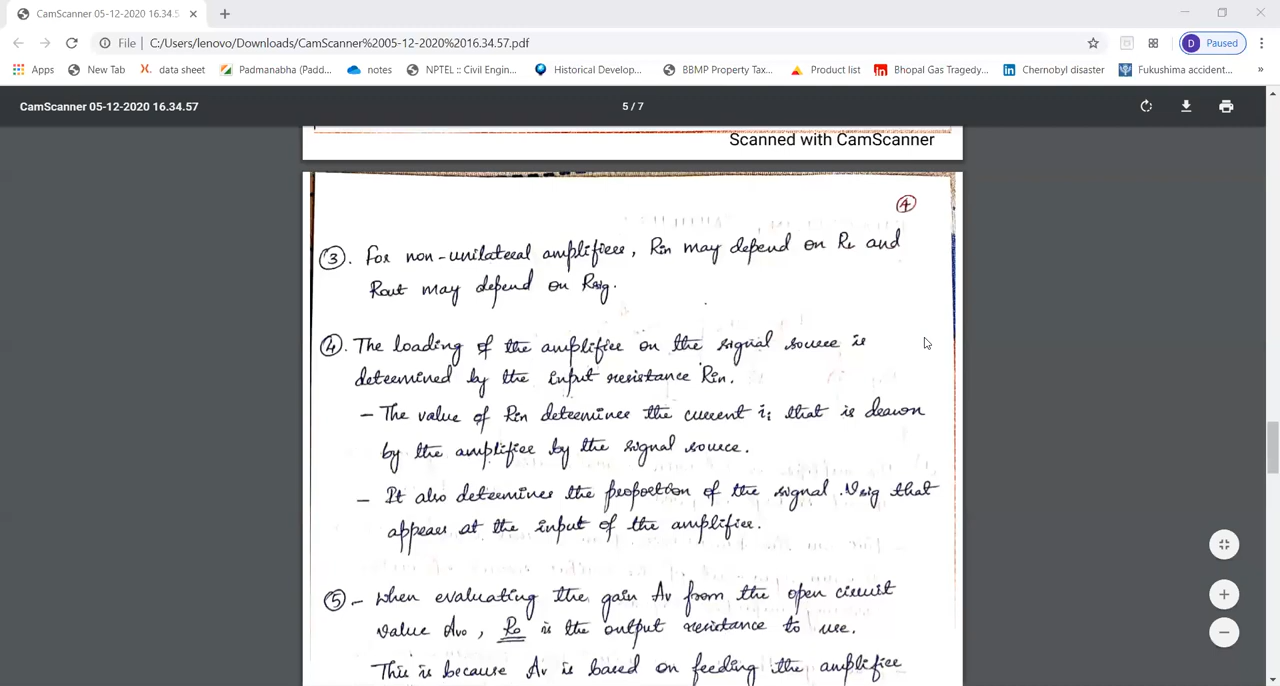 CamScanner 05-12-2020 16.34.5
File C:/Users/lenovo/Downloads/CamScanner%2005-12-2020%2016.34.57.pdf
D Paused
Apps New Tab X. data sheet Padmanabha (Padd... notes NPTEL :: Civil Engin... Historical Develop... BBMP Property Tax... Product list Bhopal Gas Tragedy... Chernobyl disaster Fukushima accident... »
CamScanner 05-12-2020 16.34.57 5 / 7
Scanned with CamScanner
4
3. For non-unilateral amplifiers, Rin may depend on RL and
Rout may depend on Rsig.
4. The loading of the amplifier on the signal source is
determined by the input resistance Rin.
- The value of Rin determines the current ii that is drawn
by the amplifier by the signal source.
- It also determines the proportion of the signal Vsig that
appears at the input of the amplifier.
5 - When evaluating the gain Av from the open circuit
value Avo, Ro is the output resistance to use.
This is because Av is based on feeding the amplifier